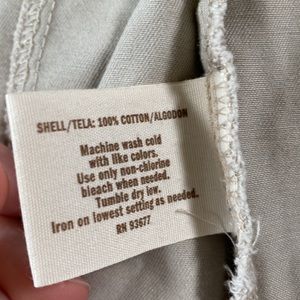 SHELL/TELA: 100% COTTON/ALGODON
Machine wash cold
with like colors.
Use only non-chlorine
bleach when needed.
Tumble dry low.
Iron on lowest setting as needed.
RN 93677